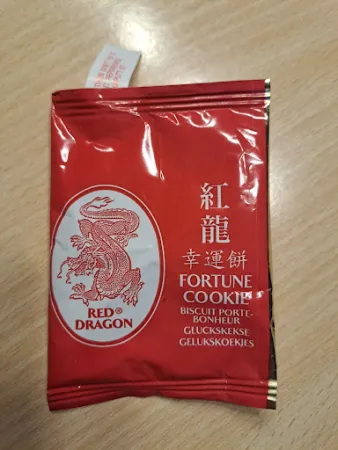 紅
龍
幸運餅
FORTUNE
COOKIE
BISCUIT PORTE-
BONHEUR
GLUCKSKEKSE
GELUKSKOEKJES
RED®
DRAGON